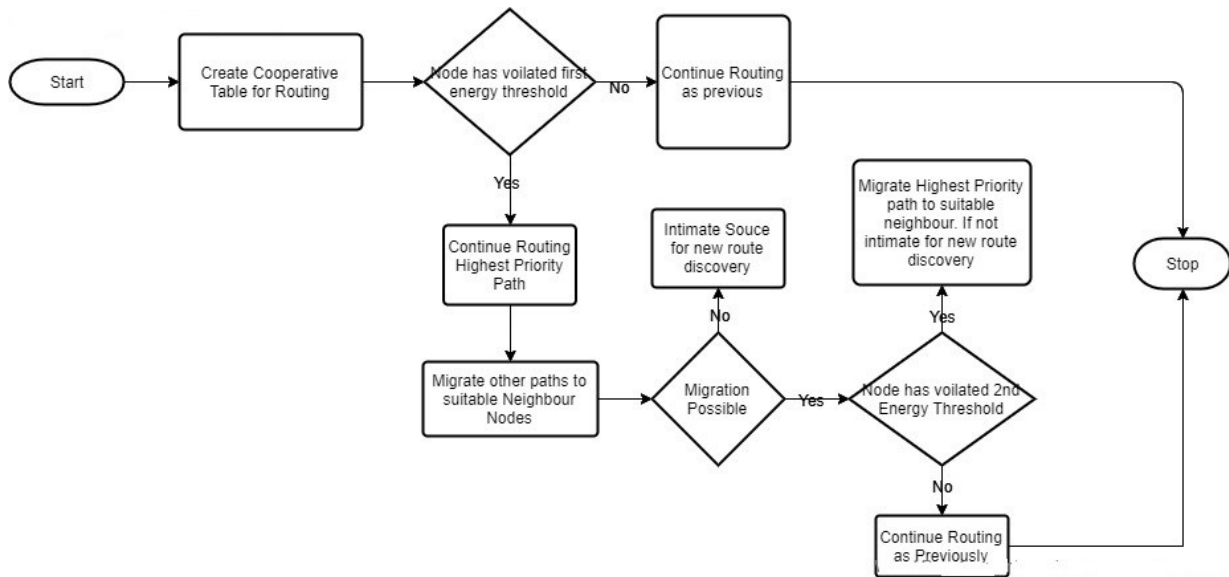 Start
Create Cooperative
Table for Routing
Node has voilated first
energy threshold
No
Continue Routing
as previous
Yes
Continue Routing
Highest Priority
Path
Migrate other paths to
suitable Neighbour
Nodes
Migration
Possible
No
Intimate Souce
for new route
discovery
Yes
Node has voilated 2nd
Energy Threshold
Yes
Migrate Highest Priority
path to suitable
neighbour. If not
intimate for new route
discovery
No
Continue Routing
as Previously
Stop